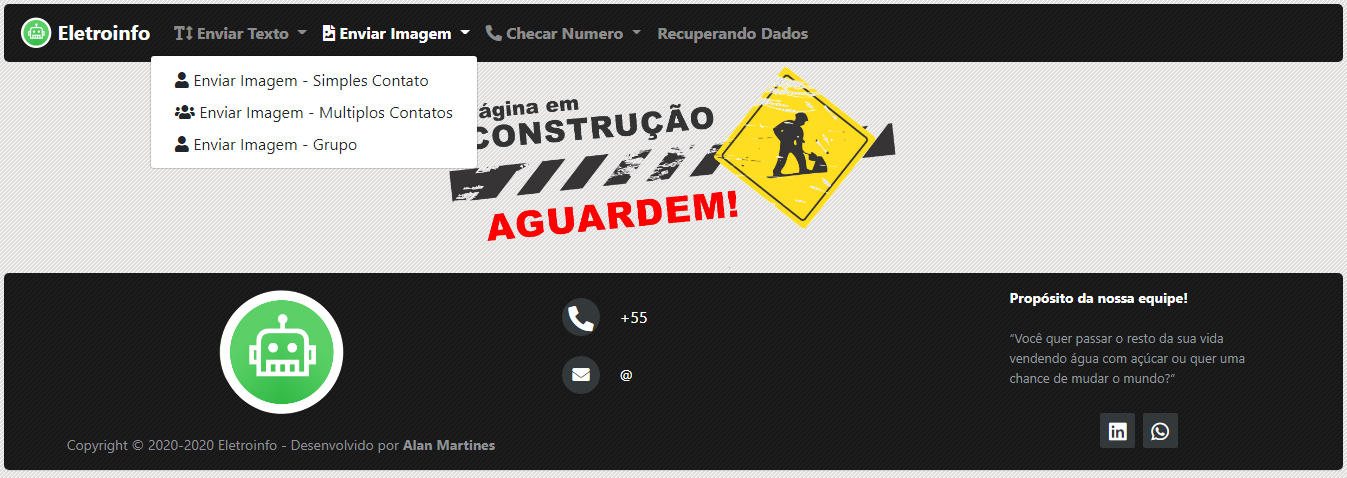 Eletroinfo Enviar Texto Enviar Imagem Checar Numero Recuperando Dados
Enviar Imagem - Simples Contato
Enviar Imagem - Multiplos Contatos
Enviar Imagem - Grupo
ágina em
CONSTRUÇÃO
AGUARDEM!
+55
@
Copyright © 2020-2020 Eletroinfo - Desenvolvido por Alan Martines
Propósito da nossa equipe!
“Você quer passar o resto da sua vida
vendendo água com açúcar ou quer uma
chance de mudar o mundo?”